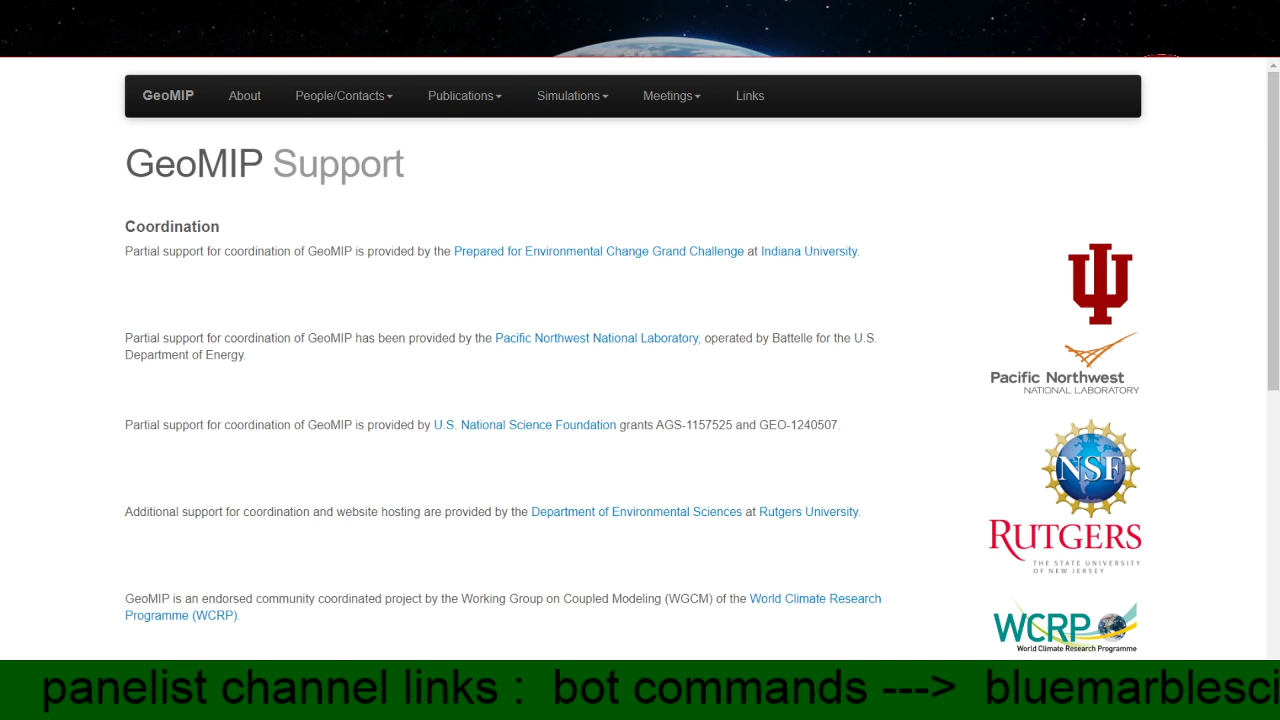 GeoMIP About People/Contacts Publications Simulations Meetings Links
GeoMIP Support
Coordination
Partial support for coordination of GeoMIP is provided by the Prepared for Environmental Change Grand Challenge at Indiana University.
Partial support for coordination of GeoMIP has been provided by the Pacific Northwest National Laboratory, operated by Battelle for the U.S.
Department of Energy.
Pacific Northwest
NATIONAL LABORATORY
Partial support for coordination of GeoMIP is provided by U.S. National Science Foundation grants AGS-1157525 and GEO-1240507.
NSF
Additional support for coordination and website hosting are provided by the Department of Environmental Sciences at Rutgers University.
RUTGERS
THE STATE UNIVERSITY
OF NEW JERSEY
GeoMIP is an endorsed community coordinated project by the Working Group on Coupled Modeling (WGCM) of the World Climate Research
Programme (WCRP).
WCRP
World Climate Research Programme
panelist channel links : bot commands ---> bluemarblesci